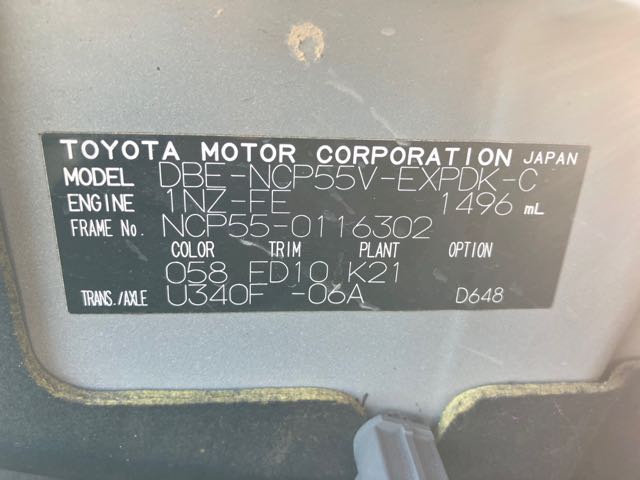 TOYOTA MOTOR CORPORATION JAPAN
MODEL DBE-NCP55V-EXPDK-C
ENGINE 1NZ-FE 1496 mL
FRAME No. NCP55-0116302
COLOR TRIM PLANT OPTION
058 FD10 K21
TRANS./AXLE U340F -06A D648